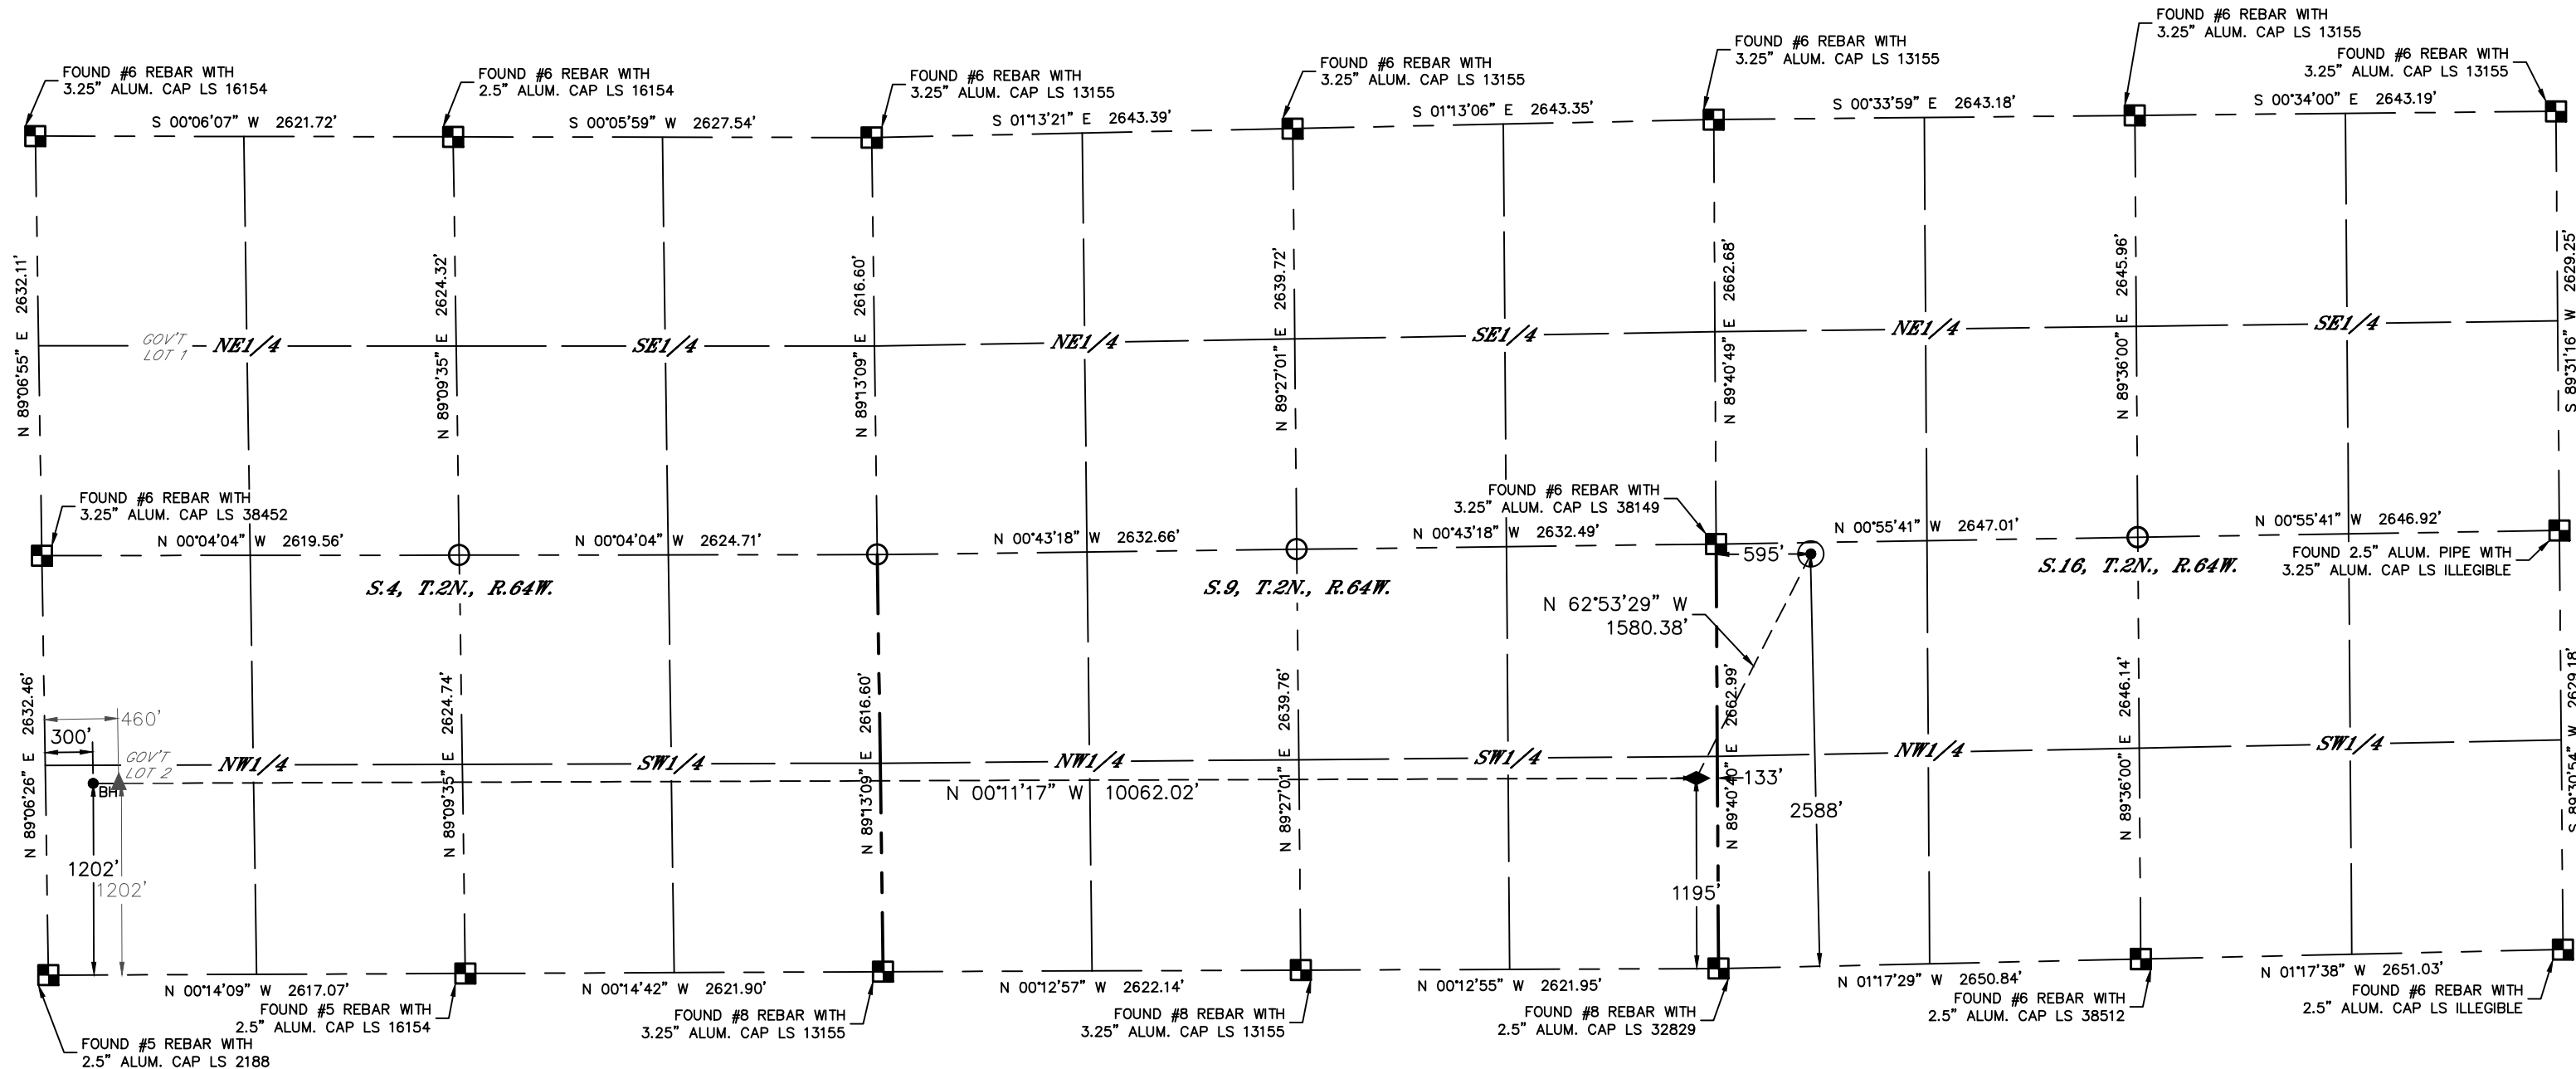 FOUND #6 REBAR WITH
3.25" ALUM. CAP LS 16154
FOUND #6 REBAR WITH
2.5" ALUM. CAP LS 16154
FOUND #6 REBAR WITH
3.25" ALUM. CAP LS 13155
FOUND #6 REBAR WITH
3.25" ALUM. CAP LS 13155
FOUND #6 REBAR WITH
3.25" ALUM. CAP LS 13155
FOUND #6 REBAR WITH
3.25" ALUM. CAP LS 13155
FOUND #6 REBAR WITH
3.25" ALUM. CAP LS 13155
S 00°06'07" W 2621.72'
S 00°05'59" W 2627.54'
S 01°13'21" E 2643.39'
S 01°13'06" E 2643.35'
S 00°33'59" E 2643.18'
S 00°34'00" E 2643.19'
N 89°06'55" E 2632.11'
N 89°09'35" E 2624.32'
N 89°13'09" E 2616.60'
N 89°27'01" E 2639.72'
N 89°40'49" E 2662.68'
N 89°36'00" E 2645.96'
S 89°31'16" W 2629.25'
GOV'T
LOT 1
NE1/4
SE1/4
NE1/4
SE1/4
NE1/4
SE1/4
FOUND #6 REBAR WITH
3.25" ALUM. CAP LS 38452
FOUND #6 REBAR WITH
3.25" ALUM. CAP LS 38149
N 00°04'04" W 2619.56'
N 00°04'04" W 2624.71'
N 00°43'18" W 2632.66'
N 00°43'18" W 2632.49'
N 00°55'41" W 2647.01'
N 00°55'41" W 2646.92'
595'
FOUND 2.5" ALUM. PIPE WITH
3.25" ALUM. CAP LS ILLEGIBLE
S.4, T.2N., R.64W.
S.9, T.2N., R.64W.
S.16, T.2N., R.64W.
N 62°53'29" W
1580.38'
N 89°06'26" E 2632.46'
N 89°09'35" E 2624.74'
N 89°13'09" E 2616.60'
N 89°27'01" E 2639.76'
N 89°40'40" E 2662.99'
N 89°36'00" E 2646.14'
S 89°30'54" W 2629.18'
460'
300'
GOV'T
LOT 2
NW1/4
SW1/4
NW1/4
SW1/4
NW1/4
SW1/4
BH
N 00°11'17" W 10062.02'
133'
2588'
1202'
1202'
1195'
N 00°14'09" W 2617.07'
N 00°14'42" W 2621.90'
N 00°12'57" W 2622.14'
N 00°12'55" W 2621.95'
N 01°17'29" W 2650.84'
N 01°17'38" W 2651.03'
FOUND #5 REBAR WITH
2.5" ALUM. CAP LS 16154
FOUND #8 REBAR WITH
3.25" ALUM. CAP LS 13155
FOUND #8 REBAR WITH
3.25" ALUM. CAP LS 13155
FOUND #8 REBAR WITH
2.5" ALUM. CAP LS 32829
FOUND #6 REBAR WITH
2.5" ALUM. CAP LS 38512
FOUND #6 REBAR WITH
2.5" ALUM. CAP LS ILLEGIBLE
FOUND #5 REBAR WITH
2.5" ALUM. CAP LS 2188